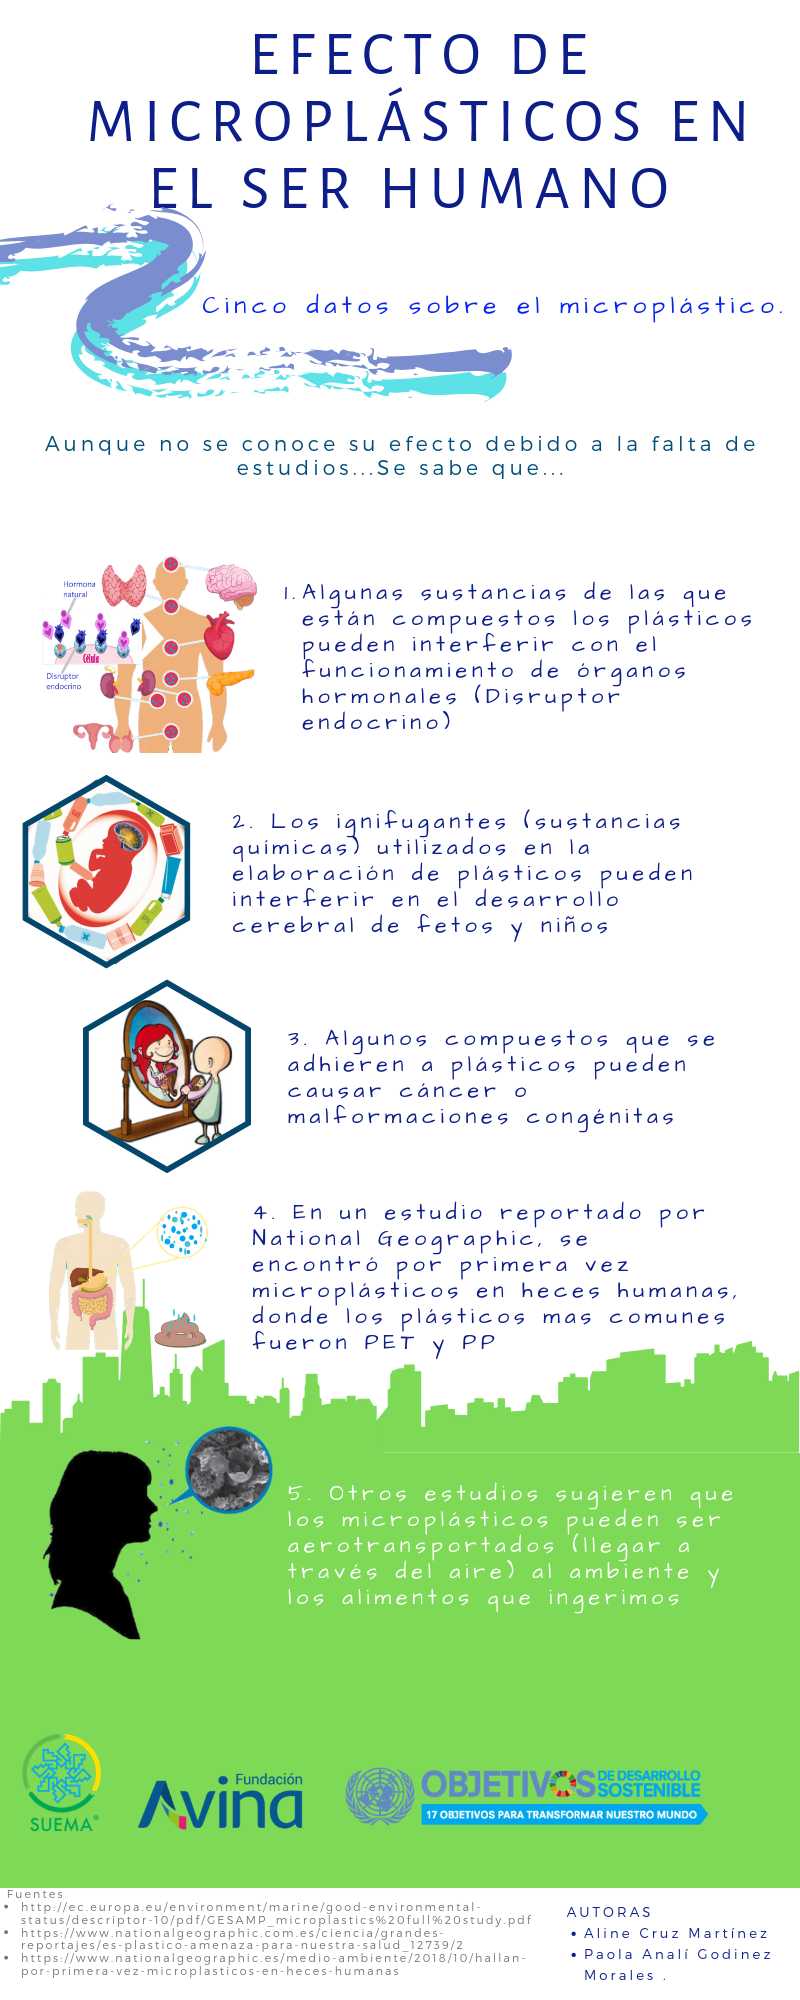 EFECTO DE
MICROPLÁSTICOS EN
EL SER HUMANO
Cinco datos sobre el microplástico.
Aunque no se conoce su efecto debido a la falta de
estudios...Se sabe que...
Hormona
natural
Célula
Disruptor
endocrino
1. Algunas sustancias de las que
están compuestos los plásticos
pueden interferir con el
funcionamiento de órganos
hormonales (Disruptor
endocrino)
2. Los ignifugantes (sustancias
químicas) utilizados en la
elaboración de plásticos pueden
interferir en el desarrollo
cerebral de fetos y niños
3. Algunos compuestos que se
adhieren a plásticos pueden
causar cáncer o
malformaciones congénitas
4. En un estudio reportado por
National Geographic, se
encontró por primera vez
microplásticos en heces humanas,
donde los plásticos mas comunes
fueron PET y PP
5. Otros estudios sugieren que
los microplásticos pueden ser
aerotransportados (llegar a
través del aire) al ambiente y
los alimentos que ingerimos
SUEMA®
Fundación
Avina
OBJETIVOS DE DESARROLLO
SOSTENIBLE
17 OBJETIVOS PARA TRANSFORMAR NUESTRO MUNDO
Fuentes.
• http://ec.europa.eu/environment/marine/good-environmental-
status/descriptor-10/pdf/GESAMP_microplastics%20full%20study.pdf
• https://www.nationalgeographic.com.es/ciencia/grandes-
reportajes/es-plastico-amenaza-para-nuestra-salud_12739/2
• https://www.nationalgeographic.es/medio-ambiente/2018/10/hallan-
por-primera-vez-microplasticos-en-heces-humanas
AUTORAS
• Aline Cruz Martínez
• Paola Analí Godinez
Morales .